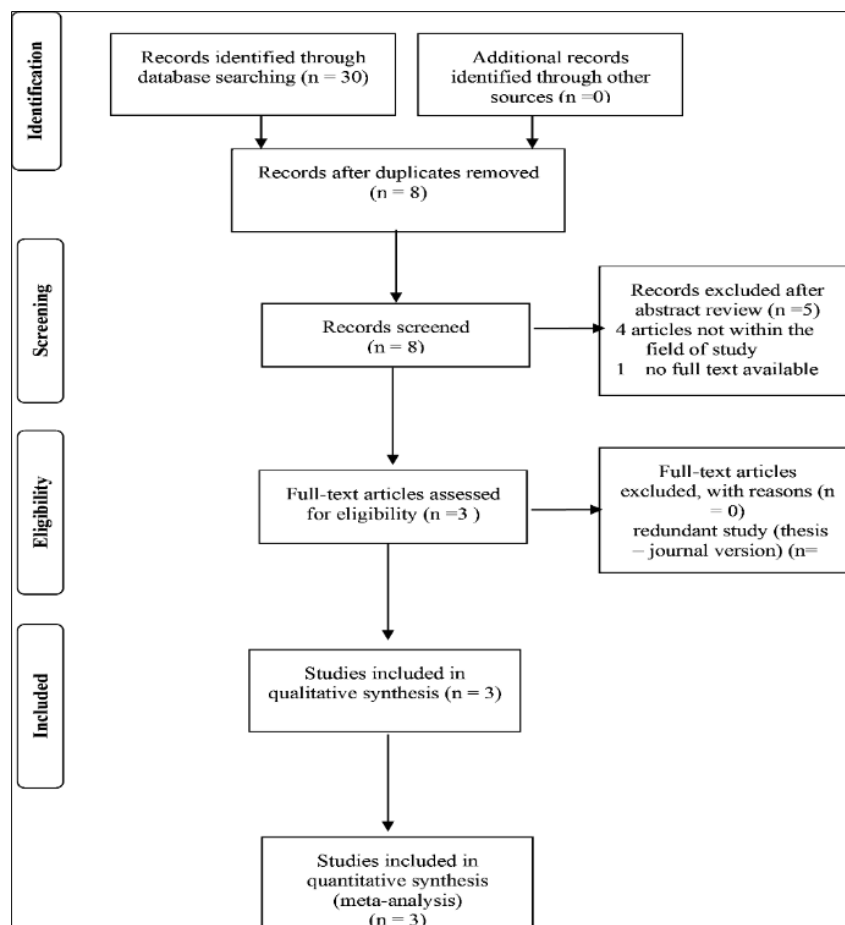 Identification
Records identified through
database searching (n = 30)
Additional records
identified through other
sources (n =0)
Records after duplicates removed
(n = 8)
Screening
Records screened
(n = 8)
Records excluded after
abstract review (n =5)
4 articles not within the
field of study
1 no full text available
Eligibility
Full-text articles assessed
for eligibility (n =3 )
Full-text articles
excluded, with reasons (n
= 0)
redundant study (thesis
– journal version) (n=
Included
Studies included in
qualitative synthesis (n = 3)
Studies included in
quantitative synthesis
(meta-analysis)
(n = 3)